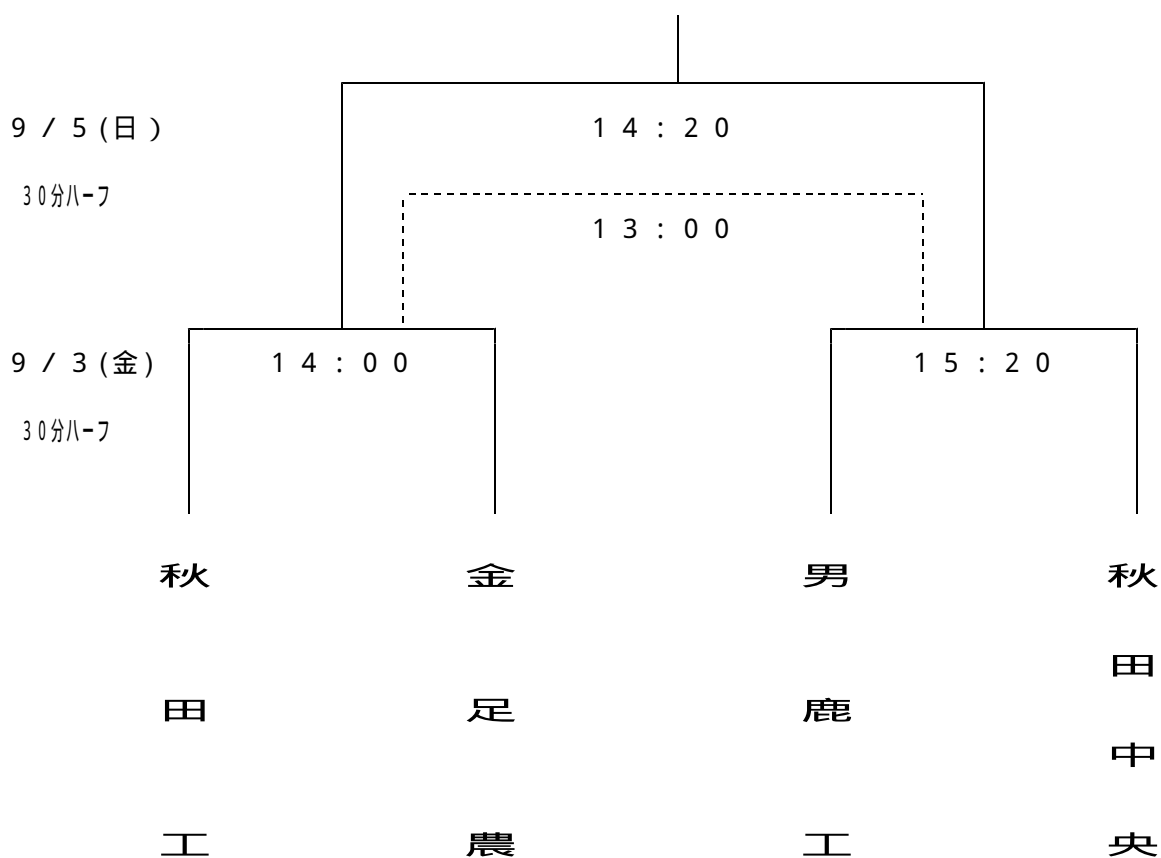 9/5(日)
14:20
30分ハーフ
13:00
9/3(金)
14:00
15:20
30分ハーフ
秋田工
金足農
男鹿工
秋田中央